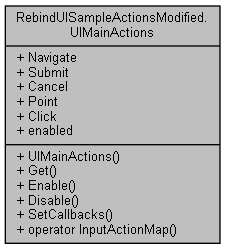 RebindUISampleActionsModified.
UIMainActions
+ Navigate
+ Submit
+ Cancel
+ Point
+ Click
+ enabled
+ UIMainActions()
+ Get()
+ Enable()
+ Disable()
+ SetCallbacks()
+ operator InputActionMap()